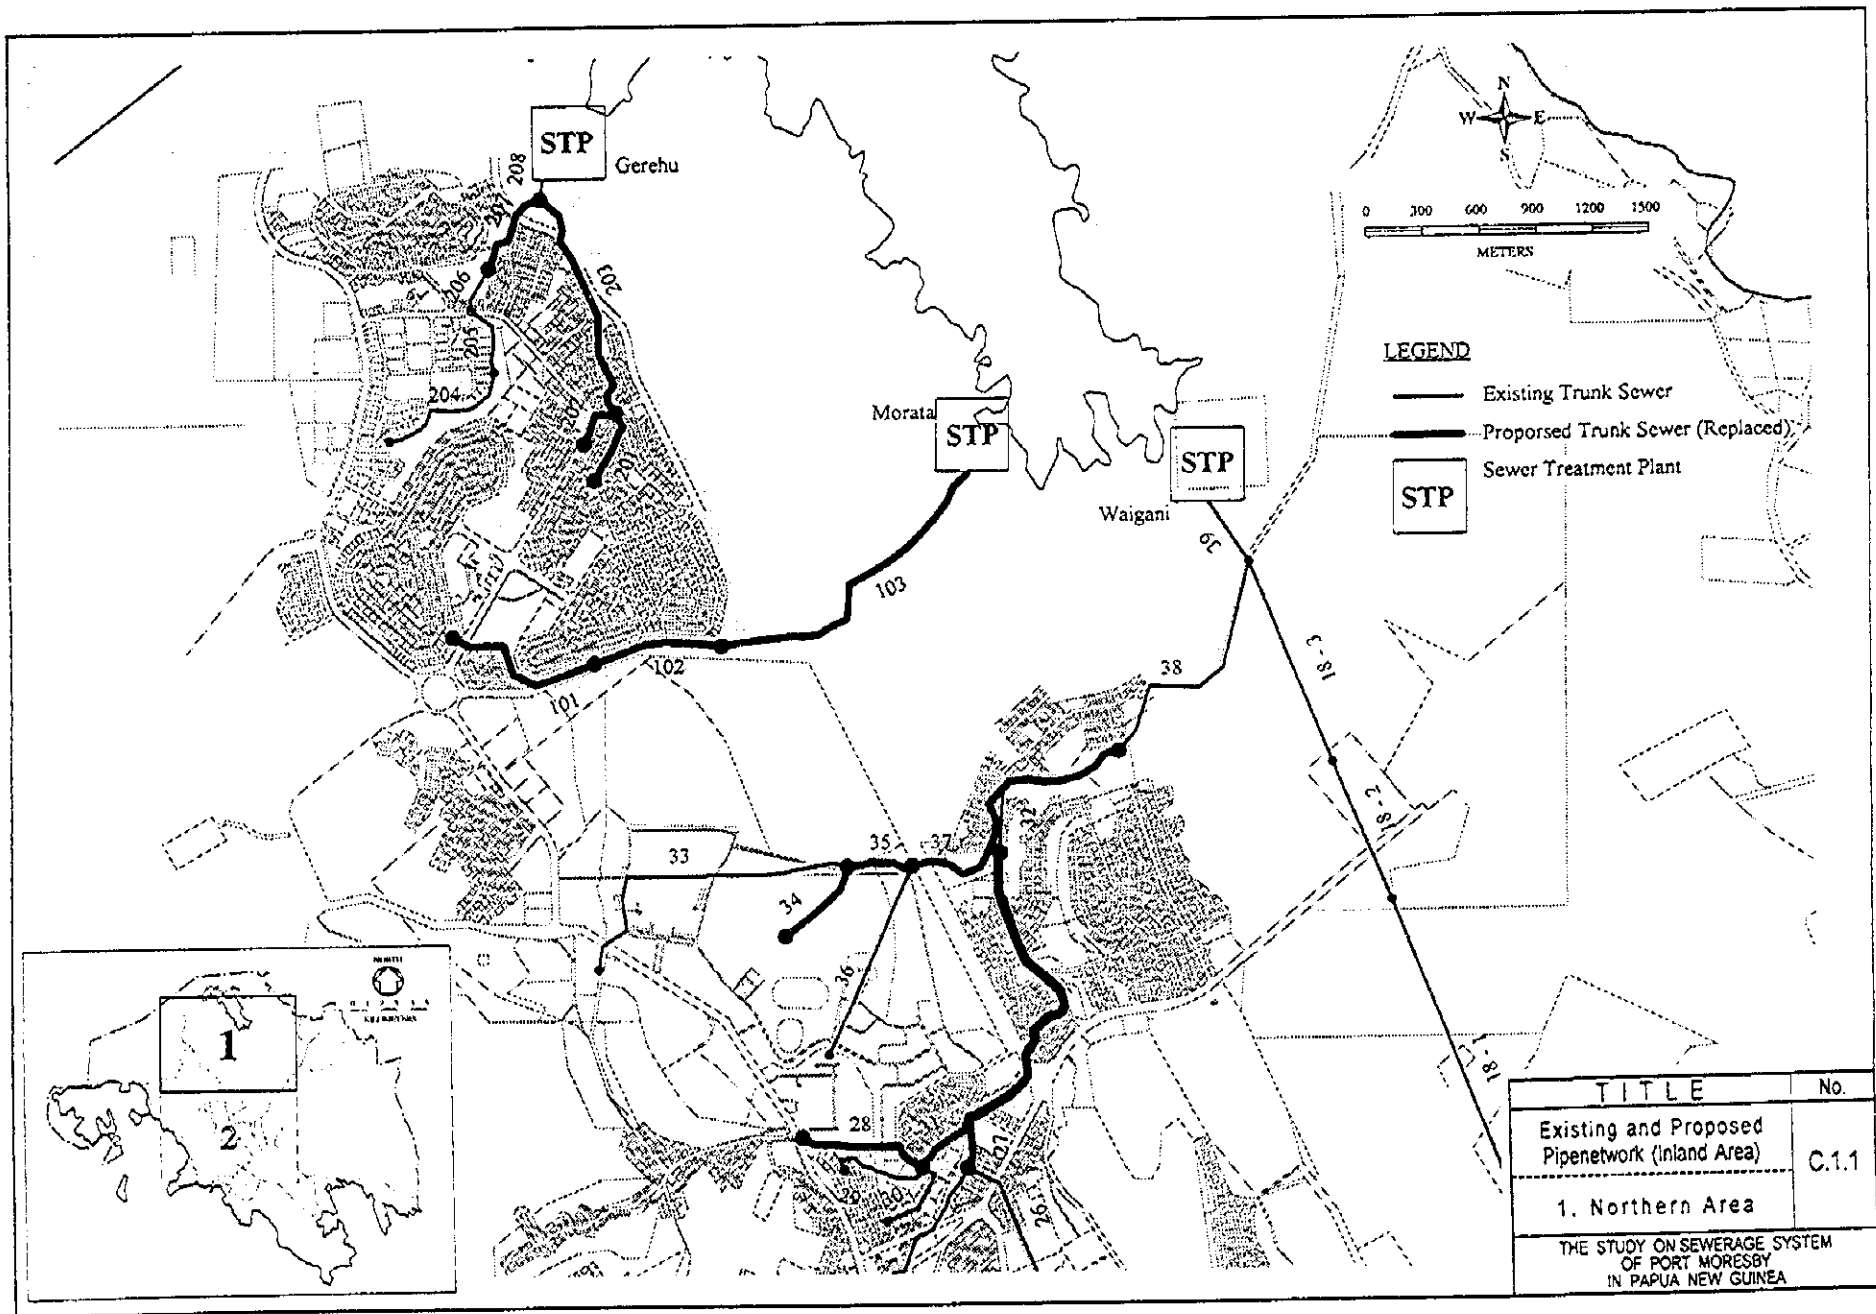 STP
Gerehu
208
207
206
203
205
204
202
201
N
W E
S
0 300 600 900 1200 1500
METERS
LEGEND
Existing Trunk Sewer
Proporsed Trunk Sewer (Replaced)
Sewer Treatment Plant
STP
Morata
STP
STP
Waigani
39
103
102
101
38
18-3
18-2
18-1
32
33
35
37
34
36
28
27
29
30
26-1
NORTH
KILOMETERS
1
2
TITLE No.
Existing and Proposed
Pipenetwork (Inland Area)
C.1.1
1. Northern Area
THE STUDY ON SEWERAGE SYSTEM
OF PORT MORESBY
IN PAPUA NEW GUINEA